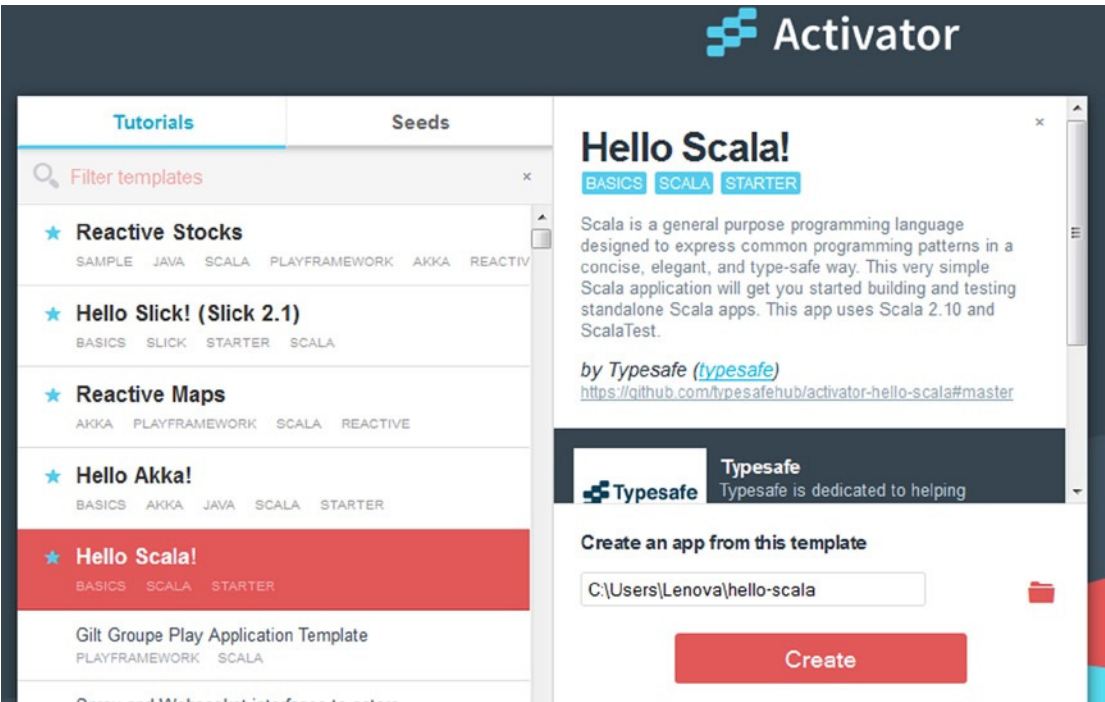 Activator
Tutorials
Seeds
Filter templates
×
Reactive Stocks
SAMPLE JAVA SCALA PLAYFRAMEWORK AKKA REACTIV
Hello Slick! (Slick 2.1)
BASICS SLICK STARTER SCALA
Reactive Maps
AKKA PLAYFRAMEWORK SCALA REACTIVE
Hello Akka!
BASICS AKKA JAVA SCALA STARTER
Hello Scala!
BASICS SCALA STARTER
Gilt Groupe Play Application Template
PLAYFRAMEWORK SCALA
×
Hello Scala!
BASICS SCALA STARTER
Scala is a general purpose programming language
designed to express common programming patterns in a
concise, elegant, and type-safe way. This very simple
Scala application will get you started building and testing
standalone Scala apps. This app uses Scala 2.10 and
ScalaTest.
by Typesafe (typesafe)
https://github.com/typesafehub/activator-hello-scala#master
Typesafe
Typesafe
Typesafe is dedicated to helping
Create an app from this template
C:\Users\Lenova\hello-scala
Create